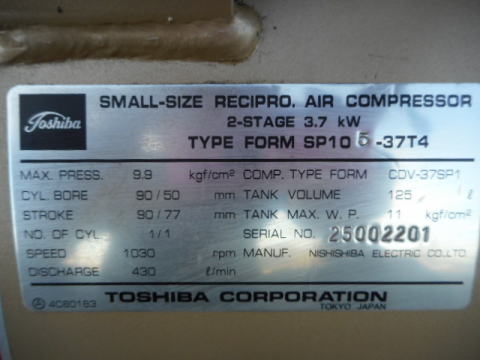 Toshiba
SMALL-SIZE RECIPRO. AIR COMPRESSOR
2-STAGE 3.7 kW
TYPE FORM SP10 5 -37T4
MAX. PRESS. 9.9 kgf/cm² COMP. TYPE FORM CDV-37SP1
CYL. BORE 90/50 mm TANK VOLUME 125 ℓ
STROKE 90/77 mm TANK MAX. W. P. 11 kgf/cm²
NO. OF CYL. 1/1 SERIAL NO. 25002201
SPEED 1030 rpm MANUF. NISHISHIBA ELECTRIC CO.,LTD.
DISCHARGE 430 ℓ/min
A 4C80183 TOSHIBA CORPORATION
TOKYO JAPAN